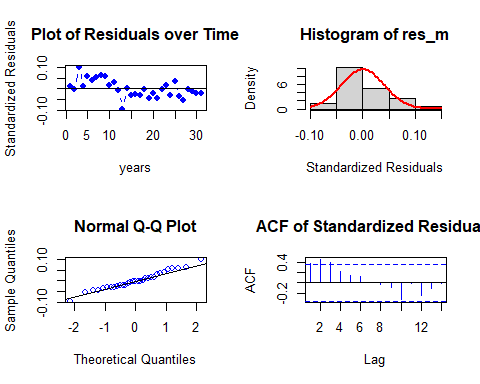 Plot of Residuals over Time
Standardized Residuals
-0.10 0.10
0 5 10 20 30
years
Histogram of res_m
Density
0 6
-0.10 0.00 0.10
Standardized Residuals
Normal Q-Q Plot
Sample Quantiles
-0.10 0.10
-2 -1 0 1 2
Theoretical Quantiles
ACF of Standardized Residua
ACF
-0.2 0.4
2 4 6 8 12
Lag